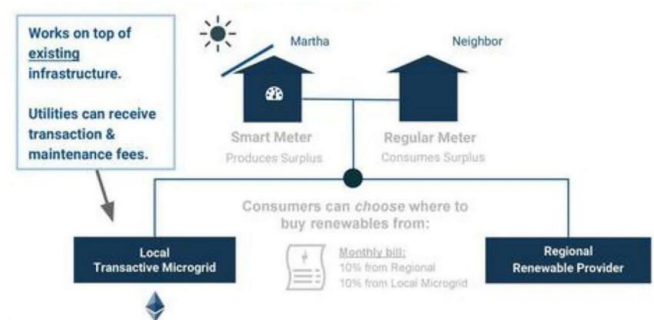 Works on top of
existing
infrastructure.
Utilities can receive
transaction &
maintenance fees.
Martha
Neighbor
Smart Meter
Produces Surplus
Regular Meter
Consumes Surplus
Consumers can choose where to
buy renewables from:
Monthly bill:
10% from Regional
10% from Local Microgrid
Local
Transactive Microgrid
Regional
Renewable Provider